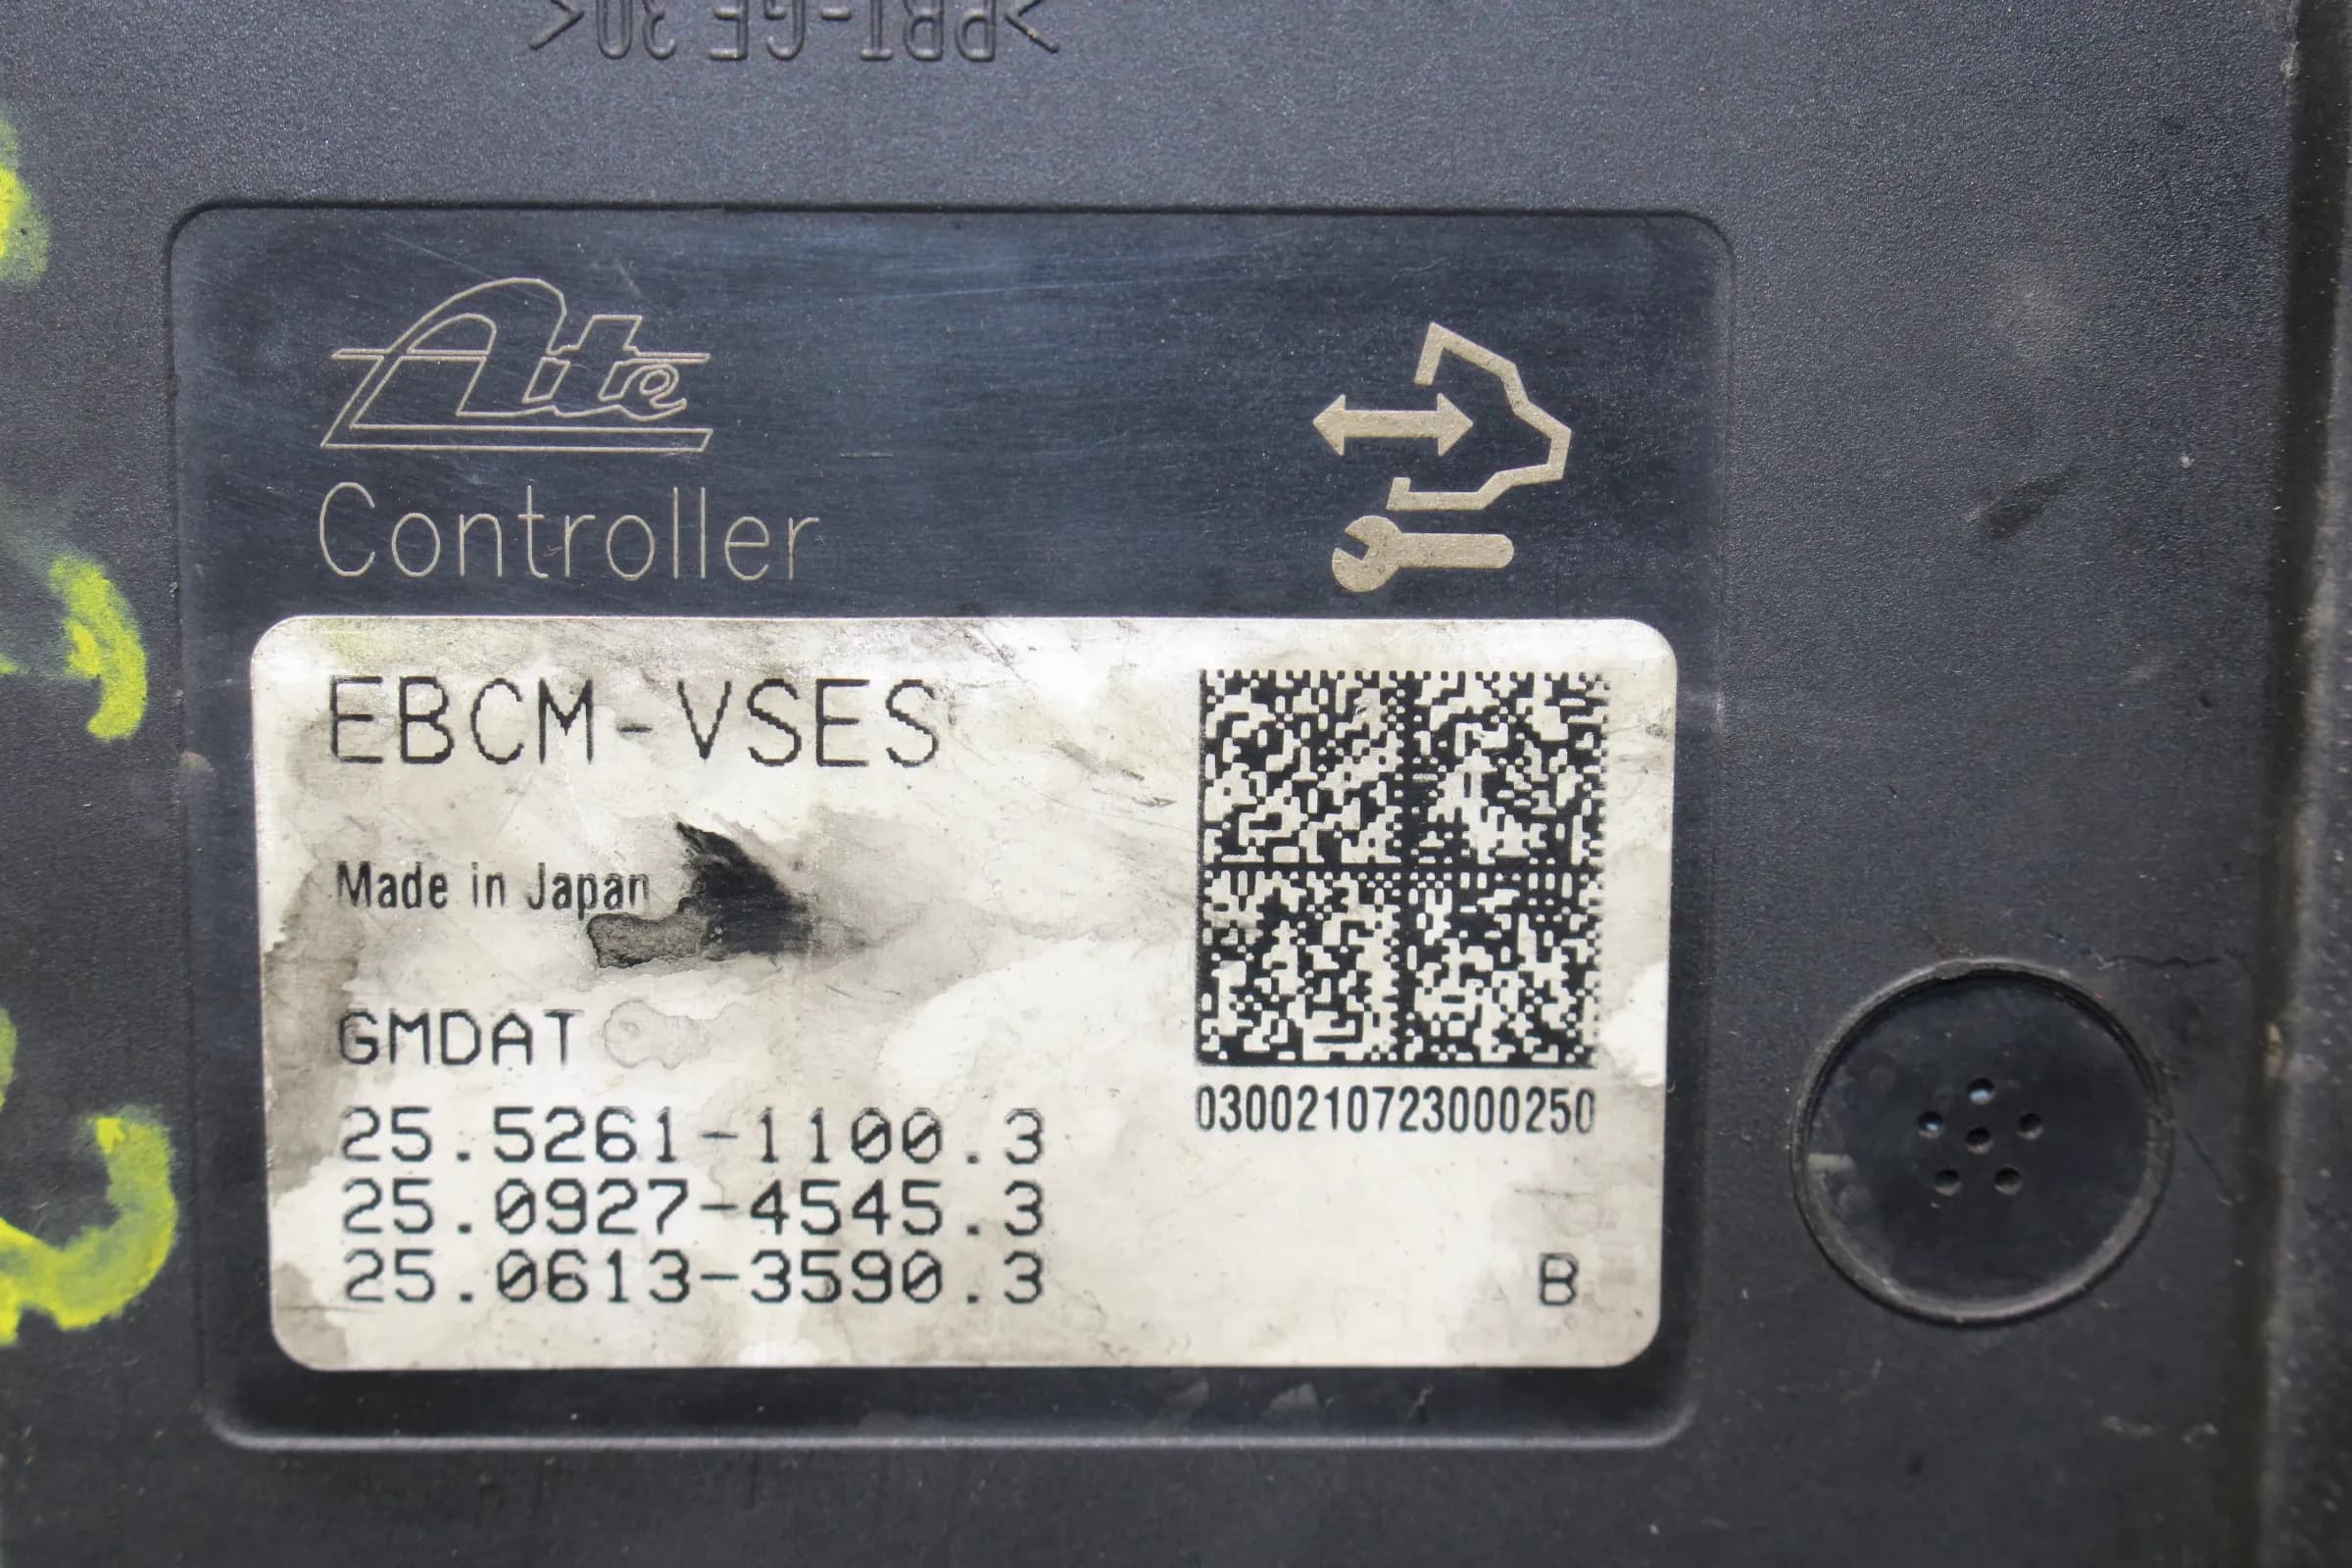 >PBT-GF 30<
Ate
Controller
EBCM-VSES
Made in Japan
GMDAT
25.5261-1100.3
25.0927-4545.3
25.0613-3590.3
0300210723000250
B